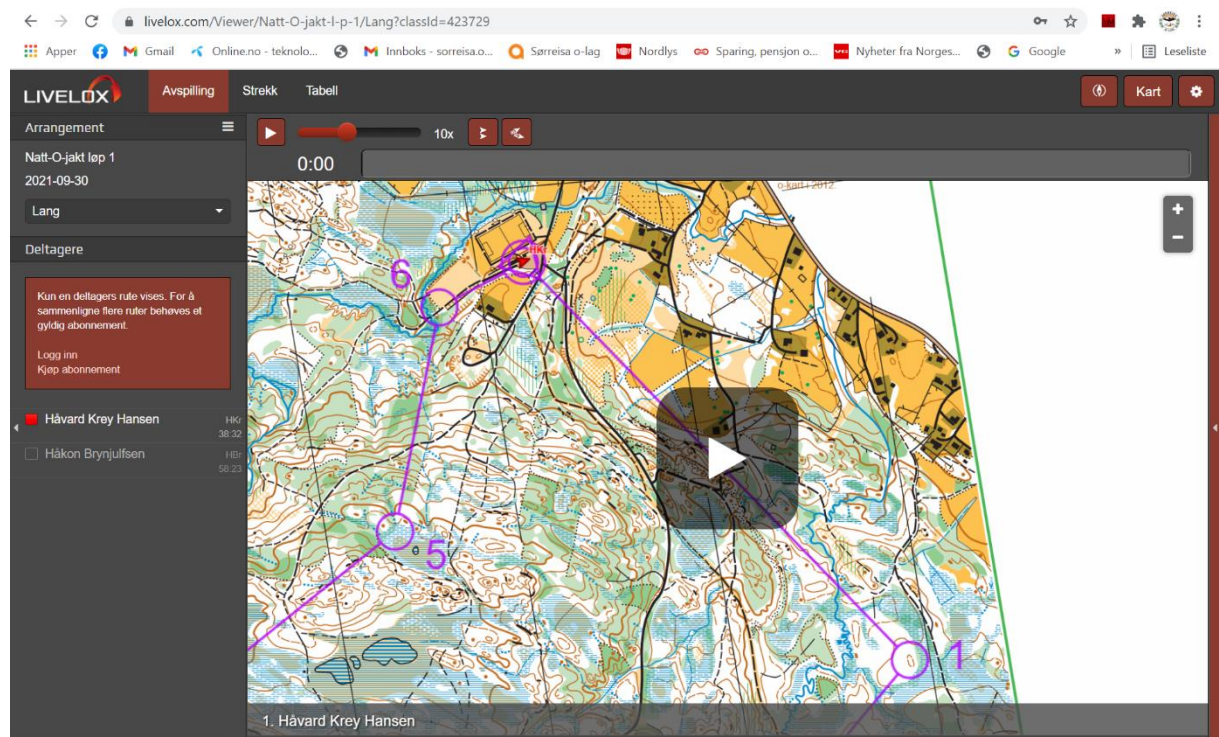 livelox.com/Viewer/Natt-O-jakt-l-p-1/Lang?classId=423729
Apper Gmail Online.no - teknolo... Innboks - sorreisa.o... Sørreisa o-lag Nordlys Sparing, pensjon o... Nyheter fra Norges... Google » Leseliste
LIVELOX Avspilling Strekk Tabell Kart
Arrangement
10x
Natt-O-jakt løp 1
0:00
2021-09-30
o-kart i 2012.
Lang
Deltagere
HKr
6
Kun en deltagers rute vises. For å
sammenligne flere ruter behøves et
gyldig abonnement.
Logg inn
Kjøp abonnement
Håvard Krey Hansen HKr
38:32
Håkon Brynjulfsen HBr
58:23
5
1
1. Håvard Krey Hansen